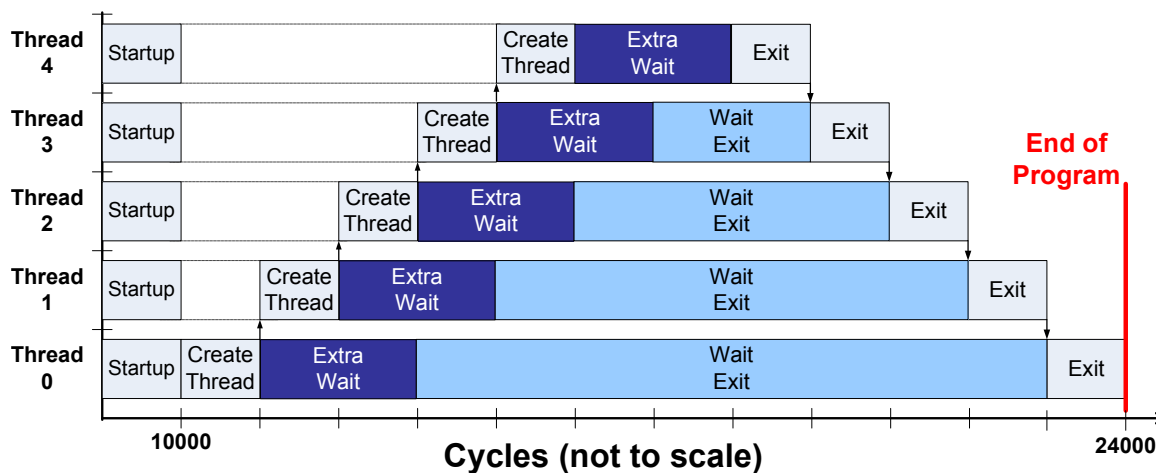 Thread
4
Startup
Create
Thread
Extra
Wait
Exit
Thread
3
Startup
Create
Thread
Extra
Wait
Wait
Exit
Exit
End of
Program
Thread
2
Startup
Create
Thread
Extra
Wait
Wait
Exit
Exit
Thread
1
Startup
Create
Thread
Extra
Wait
Wait
Exit
Exit
Thread
0
Startup
Create
Thread
Extra
Wait
Wait
Exit
Exit
10000
Cycles (not to scale)
24000